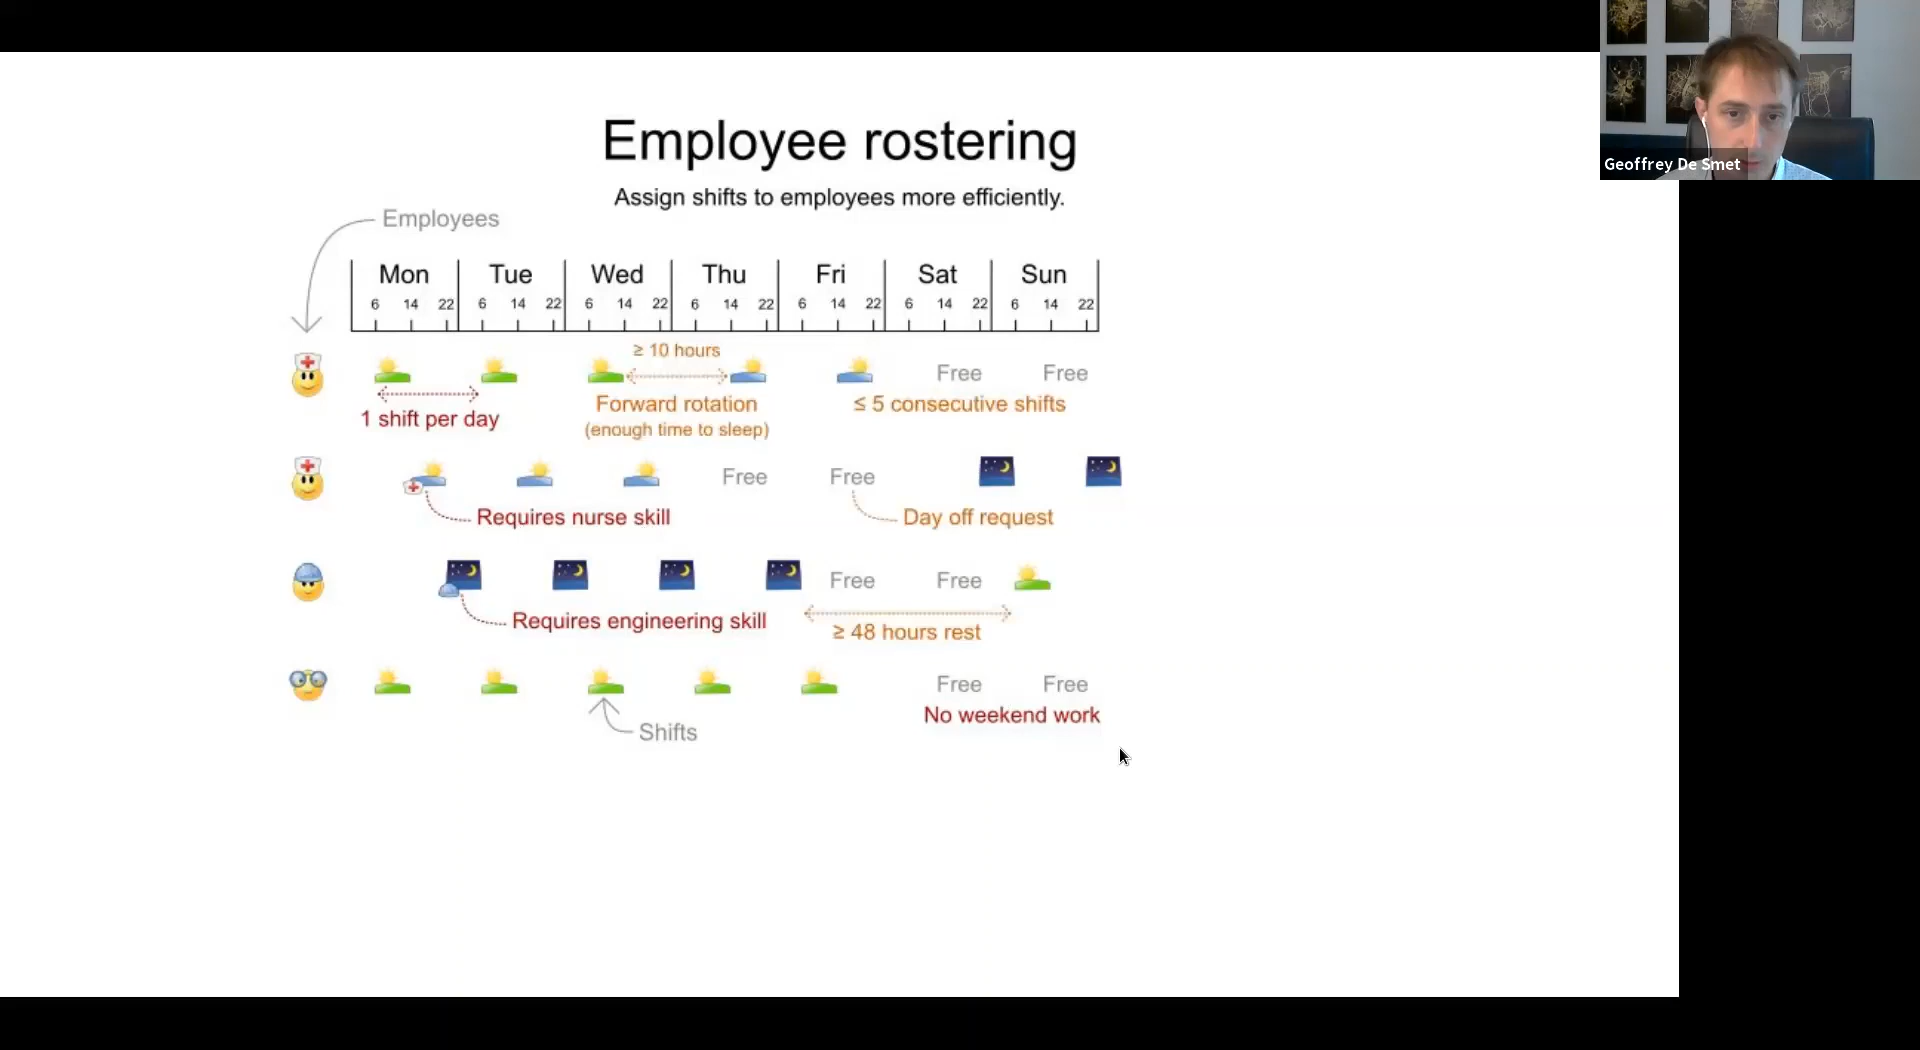 Geoffrey De Smet
Employee rostering
Assign shifts to employees more efficiently.
Employees
Mon Tue Wed Thu Fri Sat Sun
6 14 22 6 14 22 6 14 22 6 14 22 6 14 22 6 14 22 6 14 22
≥ 10 hours
Free Free
1 shift per day
Forward rotation
(enough time to sleep)
≤ 5 consecutive shifts
Free Free
Requires nurse skill
Day off request
Free Free
Requires engineering skill
≥ 48 hours rest
Free Free
No weekend work
Shifts